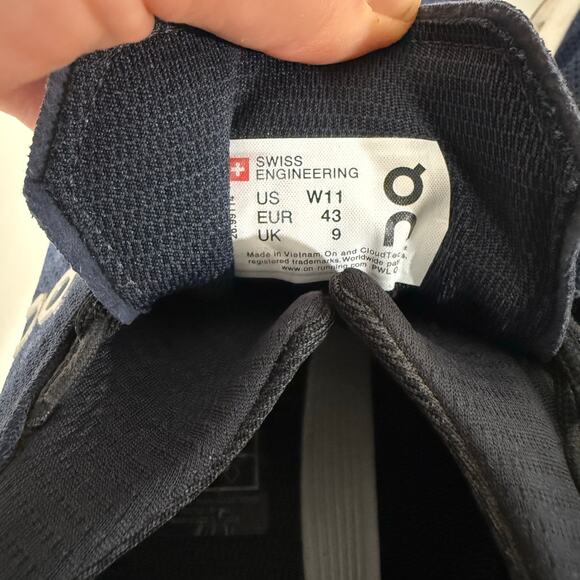 SWISS
ENGINEERING
US W11
EUR 43
UK 9
Made in Vietnam. On and CloudTec
registered trademarks. Worldwide
www.on-running.com PWL
On